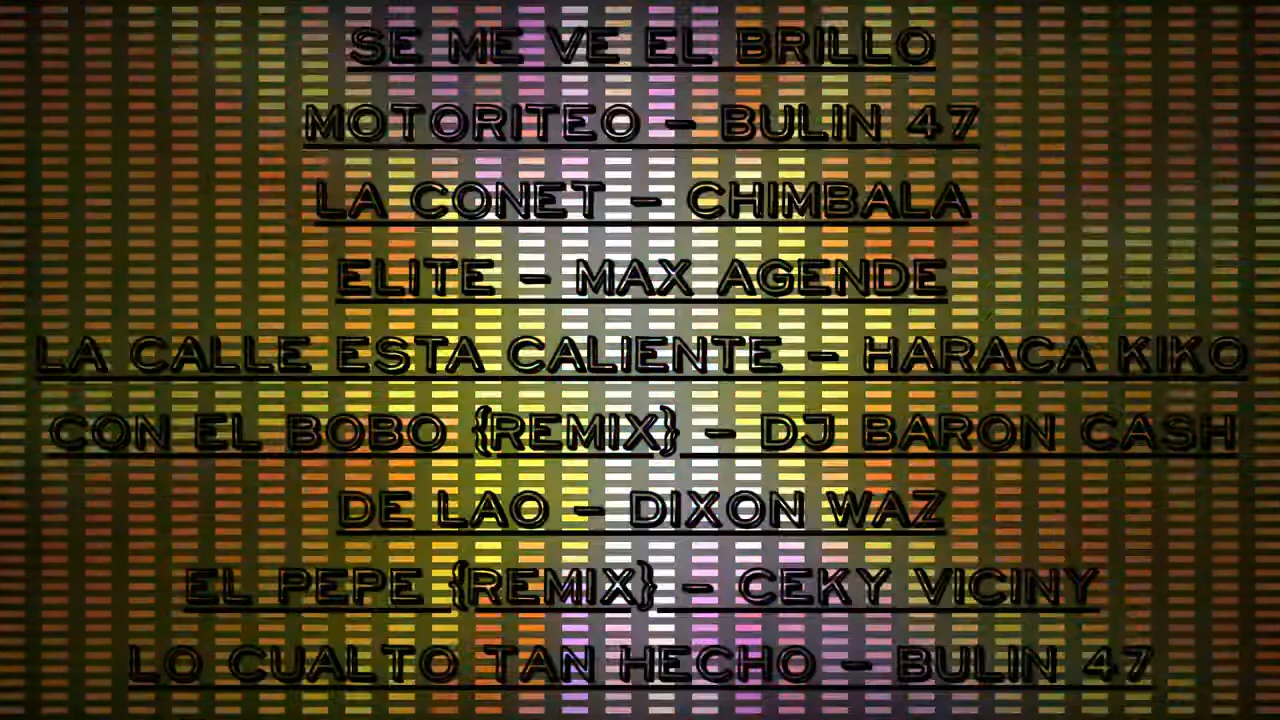 SE ME VE EL BRILLO
MOTORITEO - BULIN 47
LA CONET - CHIMBALA
ELITE - MAX AGENDE
LA CALLE ESTA CALIENTE - HARACA KIKO
CON EL BOBO {REMIX} - DJ BARON CASH
DE LAO - DIXON WAZ
EL PEPE {REMIX} - CEKY VICINY
LO CUALTO TAN HECHO - BULIN 47